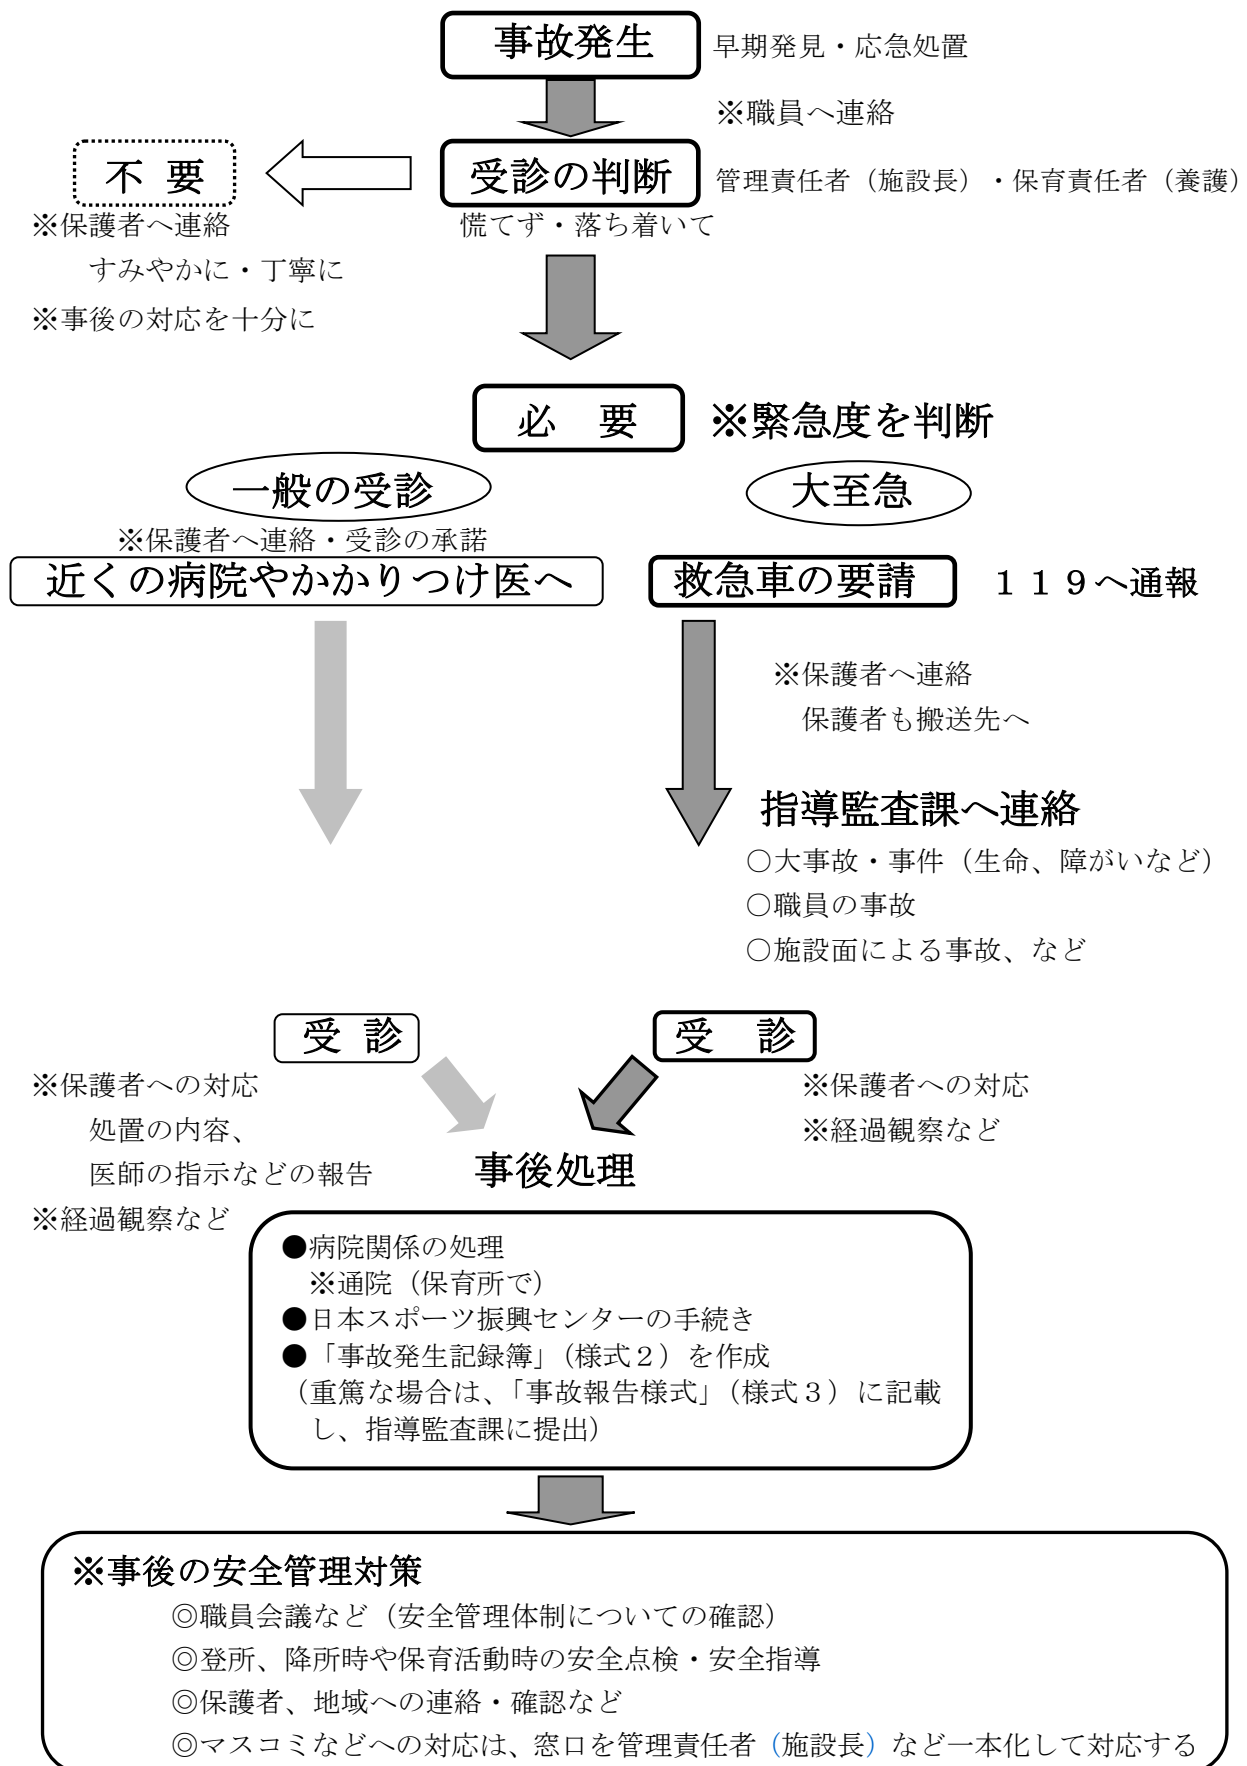 事故発生
早期発見・応急処置
※職員へ連絡
不 要
受診の判断
管理責任者（施設長）・保育責任者（養護）
※保護者へ連絡
すみやかに・丁寧に
※事後の対応を十分に
慌てず・落ち着いて
必　要
※緊急度を判断
一般の受診
大至急
※保護者へ連絡・受診の承諾
近くの病院やかかりつけ医へ
救急車の要請
１１９へ通報
※保護者へ連絡
保護者も搬送先へ
指導監査課へ連絡
○大事故・事件（生命、障がいなど）
○職員の事故
○施設面による事故、など
受 診
受　診
※保護者への対応
処置の内容、
医師の指示などの報告
※経過観察など
※保護者への対応
※経過観察など
事後処理
●病院関係の処理
※通院（保育所で）
●日本スポーツ振興センターの手続き
●「事故発生記録簿」（様式２）を作成
（重篤な場合は、「事故報告様式」（様式３）に記載
し、指導監査課に提出）
※事後の安全管理対策
◎職員会議など（安全管理体制についての確認）
◎登所、降所時や保育活動時の安全点検・安全指導
◎保護者、地域への連絡・確認など
◎マスコミなどへの対応は、窓口を管理責任者（施設長）など一本化して対応する